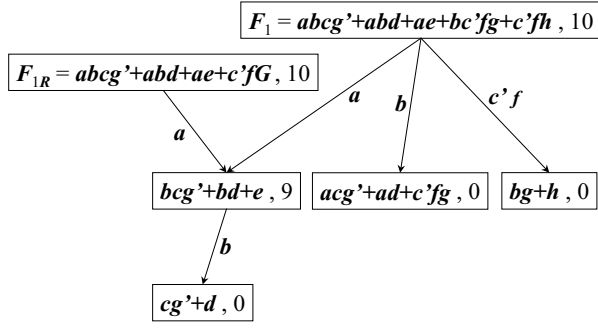 F1 = abcg'+abd+ae+bc'fg+c'fh , 10
F1R = abcg'+abd+ae+c'fG , 10
a
a
b
c' f
bcg'+bd+e , 9
acg'+ad+c'fg , 0
bg+h , 0
b
cg'+d , 0